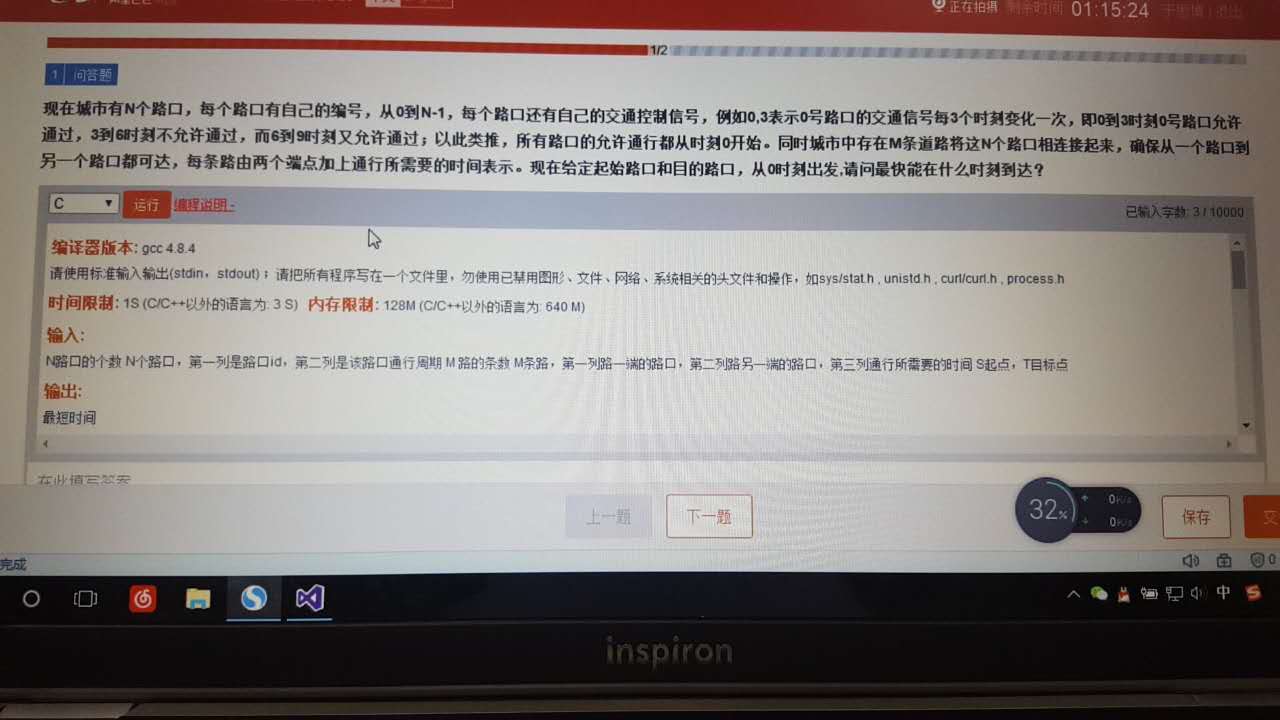 正在拍摄 剩余时间 01:15:24
1/2
1 问答题
现在城市有N个路口，每个路口有自己的编号，从0到N-1，每个路口还有自己的交通控制信号，例如0,3表示0号路口的交通信号每3个时刻变化一次，即0到3时刻0号路口允许
通过，3到6时刻不允许通过，而6到9时刻又允许通过；以此类推，所有路口的允许通行都从时刻0开始。同时城市中存在M条道路将这N个路口相连接起来，确保从一个路口到
另一个路口都可达，每条路由两个端点加上通行所需要的时间表示。现在给定起始路口和目的路口，从0时刻出发,请问最快能在什么时刻到达？
C 运行 编程说明 -
已输入字数: 3 / 10000
编译器版本: gcc 4.8.4
请使用标准输入输出(stdin，stdout)；请把所有程序写在一个文件里，勿使用已禁用图形、文件、网络、系统相关的头文件和操作，如sys/stat.h , unistd.h , curl/curl.h , process.h
时间限制: 1S (C/C++以外的语言为: 3 S) 内存限制: 128M (C/C++以外的语言为: 640 M)
输入:
N路口的个数 N个路口，第一列是路口id，第二列是该路口通行周期 M 路的条数 M条路，第一列路一端的路口，第二列路另一端的路口，第三列通行所需要的时间 S起点，T目标点
输出:
最短时间
在此填写答案
上一题 下一题
32%
0K/s
0K/s
保存 交
完成
0
中
inspiron